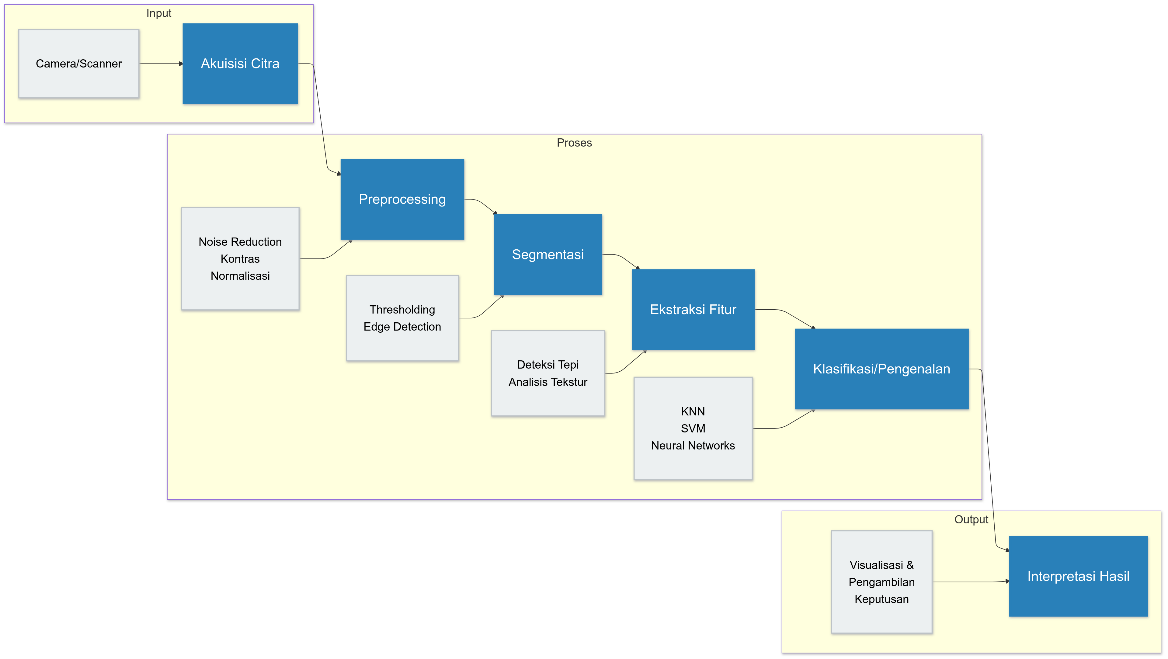 Input
Camera/Scanner
Akuisisi Citra
Proses
Preprocessing
Noise Reduction
Kontras
Normalisasi
Segmentasi
Thresholding
Edge Detection
Ekstraksi Fitur
Deteksi Tepi
Analisis Tekstur
Klasifikasi/Pengenalan
KNN
SVM
Neural Networks
Output
Visualisasi &
Pengambilan
Keputusan
Interpretasi Hasil